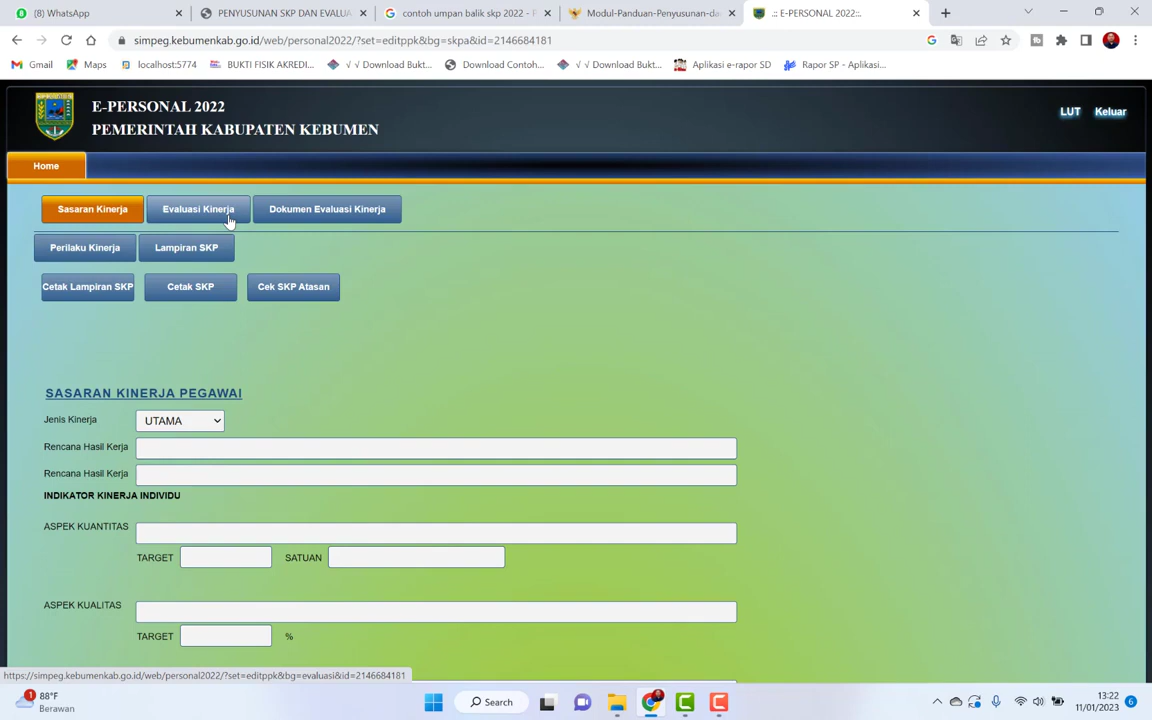 (8) WhatsApp
PENYUSUNAN SKP DAN EVALUA
contoh umpan balik skp 2022 - P
Modul-Panduan-Penyusunan-da
.:: E-PERSONAL 2022::.
simpeg.kebumenkab.go.id/web/personal2022/?set=editppk&bg=skpa&id=2146684181
Gmail
Maps
localhost:5774
BUKTI FISIK AKREDI...
√ √ Download Bukt...
Download Contoh...
√ √ Download Bukt...
Aplikasi e-rapor SD
Rapor SP - Aplikasi...
E-PERSONAL 2022
PEMERINTAH KABUPATEN KEBUMEN
LUT Keluar
Home
Sasaran Kinerja Evaluasi Kinerja Dokumen Evaluasi Kinerja
Perilaku Kinerja Lampiran SKP
Cetak Lampiran SKP Cetak SKP Cek SKP Atasan
SASARAN KINERJA PEGAWAI
Jenis Kinerja UTAMA
Rencana Hasil Kerja
Rencana Hasil Kerja
INDIKATOR KINERJA INDIVIDU
ASPEK KUANTITAS
TARGET SATUAN
ASPEK KUALITAS
TARGET %
https://simpeg.kebumenkab.go.id/web/personal2022/?set=editppk&bg=evaluasi&id=2146684181
1
88°F
Berawan
Search
13:22
11/01/2023
6